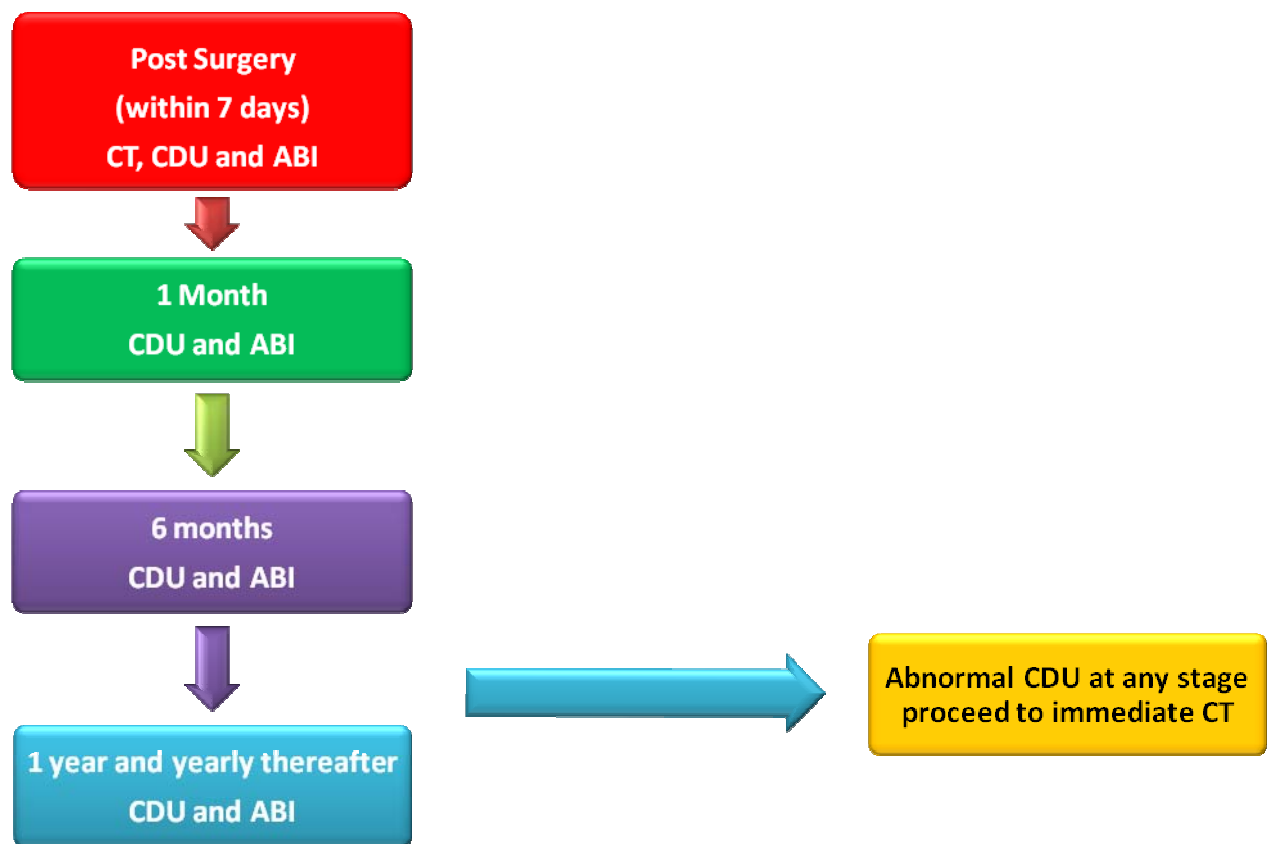 Post Surgery
(within 7 days)
CT, CDU and ABI
1 Month
CDU and ABI
6 months
CDU and ABI
Abnormal CDU at any stage
proceed to immediate CT
1 year and yearly thereafter
CDU and ABI